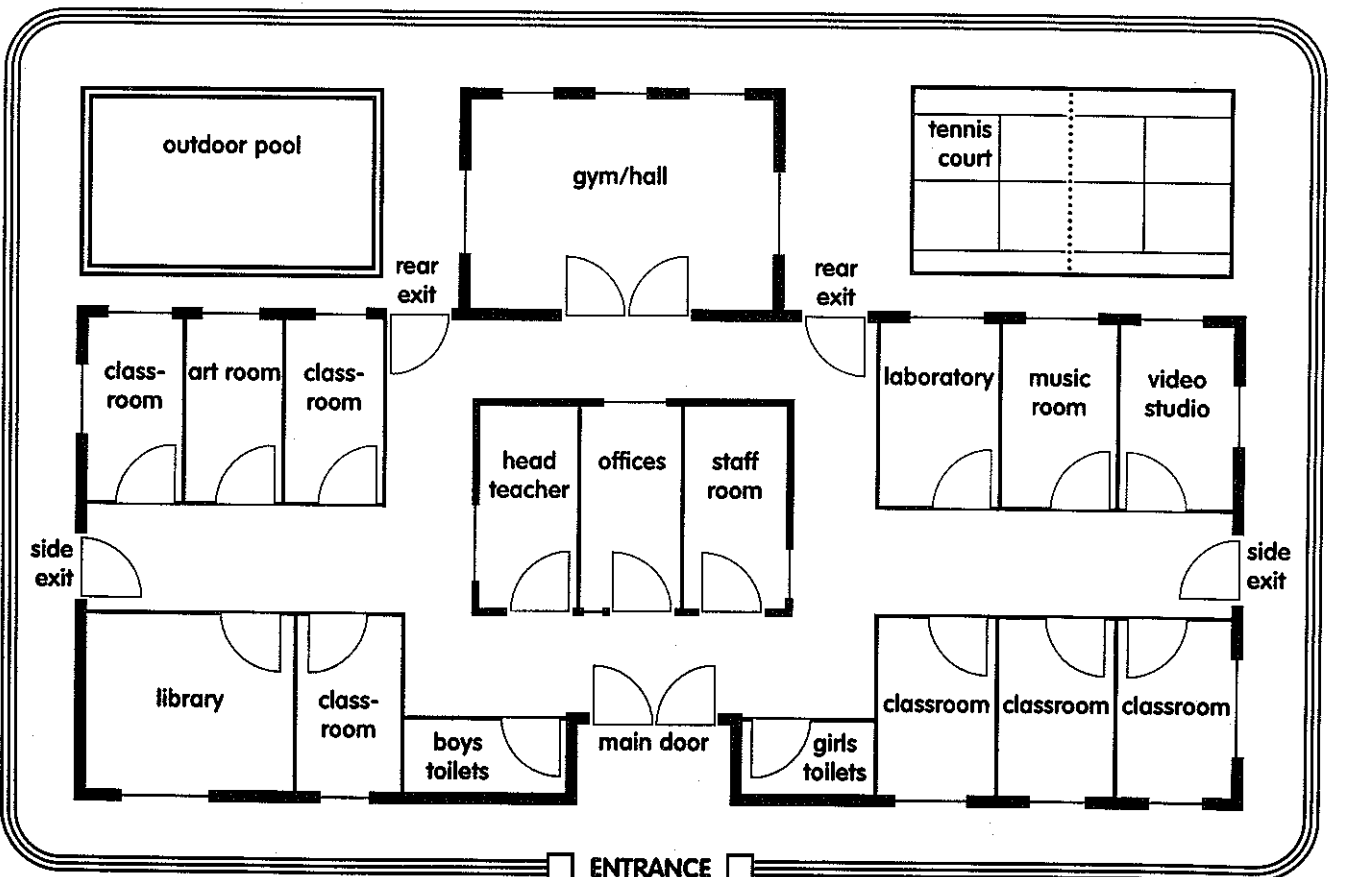 outdoor pool
gym/hall
tennis
court
rear
exit
rear
exit
class-
room
art room
class-
room
head
teacher
offices
staff
room
laboratory
music
room
video
studio
side
exit
side
exit
library
class-
room
boys
toilets
main door
girls
toilets
classroom
classroom
classroom
ENTRANCE